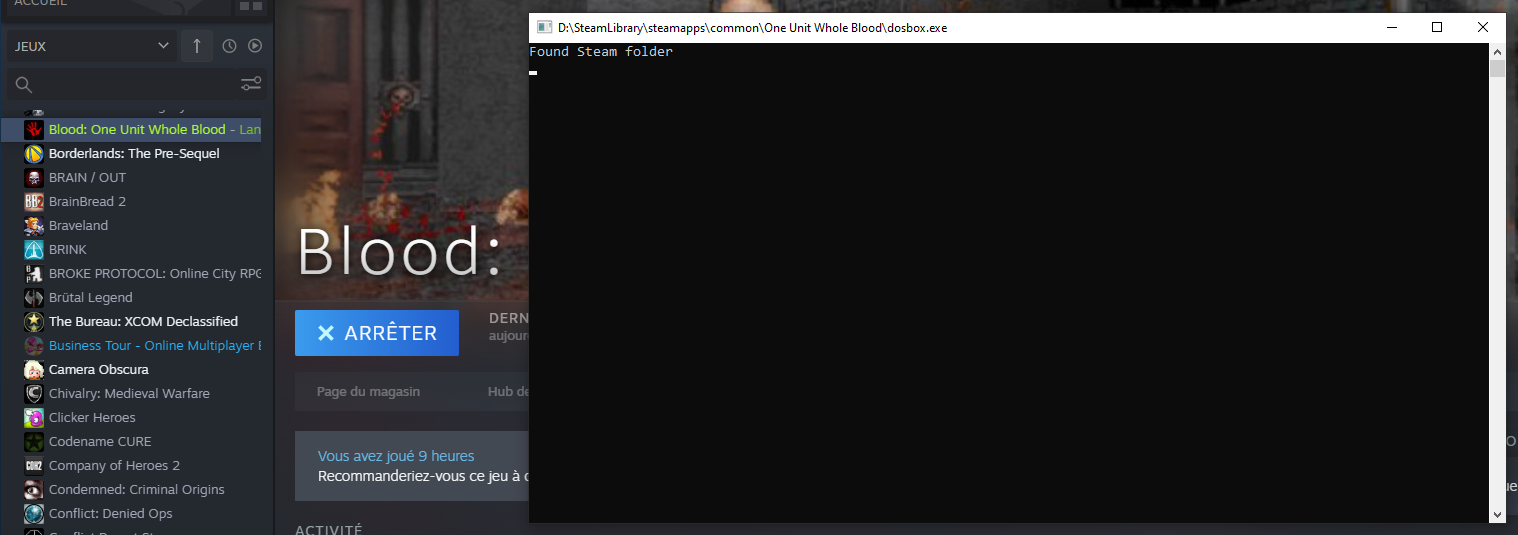 ACCUEIL
JEUX
Blood: One Unit Whole Blood - Lan
Borderlands: The Pre-Sequel
BRAIN / OUT
BrainBread 2
Braveland
BRINK
BROKE PROTOCOL: Online City RPG
Brütal Legend
The Bureau: XCOM Declassified
Business Tour - Online Multiplayer
Camera Obscura
Chivalry: Medieval Warfare
Clicker Heroes
Codename CURE
Company of Heroes 2
Condemned: Criminal Origins
Conflict: Denied Ops
Blood:
ARRÊTER
DERN
aujour
Page du magasin
Hub de
Vous avez joué 9 heures
Recommanderiez-vous ce jeu à
ACTIVITÉ
D:\SteamLibrary\steamapps\common\One Unit Whole Blood\dosbox.exe
Found Steam folder